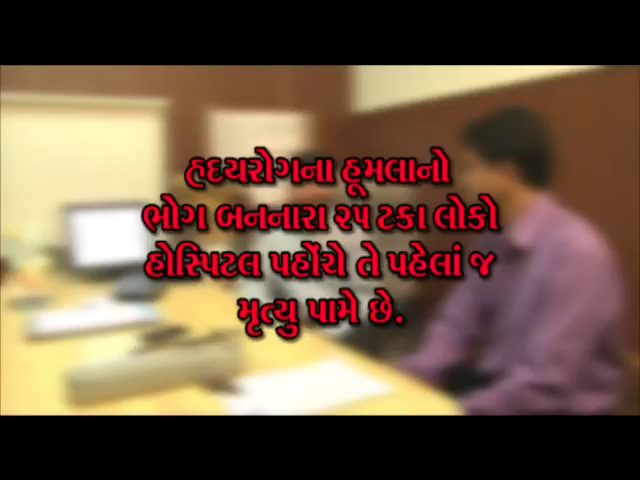 હૃદયરોગના હૂમલાનો
ભોગ બનનારા ૨૫ ટકા લોકો
હોસ્પિટલ પહોંચે તે પહેલાં જ
મૃત્યુ પામે છે.